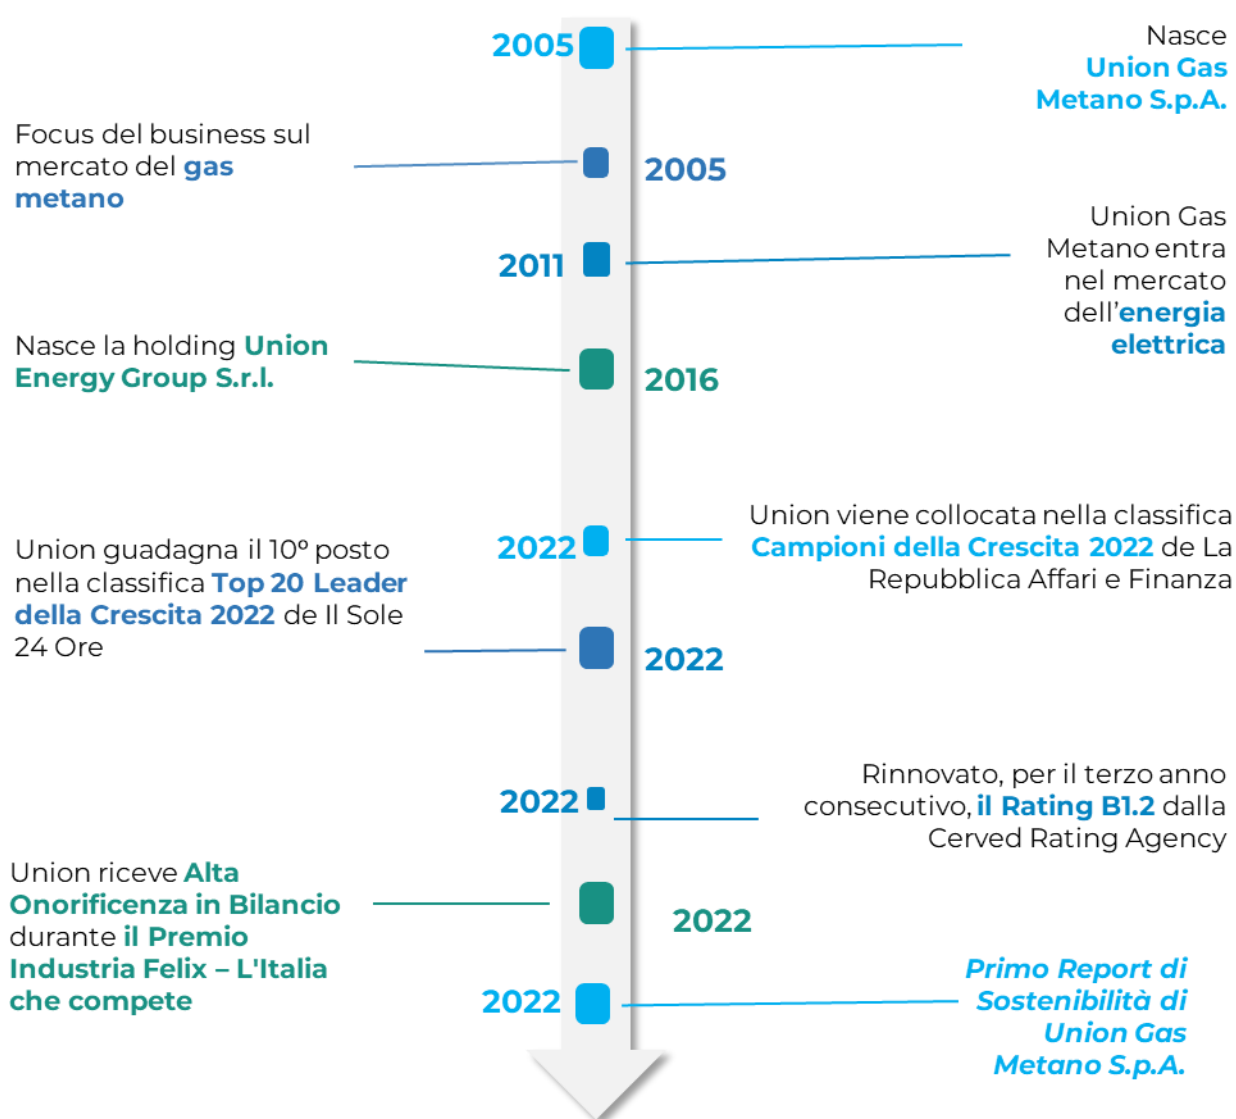 2005
Nasce
Union Gas
Metano S.p.A.
Focus del business sul
mercato del gas
metano
2005
2011
Union Gas
Metano entra
nel mercato
dell'energia
elettrica
Nasce la holding Union
Energy Group S.r.l.
2016
2022
Union viene collocata nella classifica
Campioni della Crescita 2022 de La
Repubblica Affari e Finanza
Union guadagna il 10° posto
nella classifica Top 20 Leader
della Crescita 2022 de Il Sole
24 Ore
2022
2022
Rinnovato, per il terzo anno
consecutivo, il Rating B1.2 dalla
Cerved Rating Agency
Union riceve Alta
Onorificenza in Bilancio
durante il Premio
Industria Felix – L'Italia
che compete
2022
2022
Primo Report di
Sostenibilità di
Union Gas
Metano S.p.A.